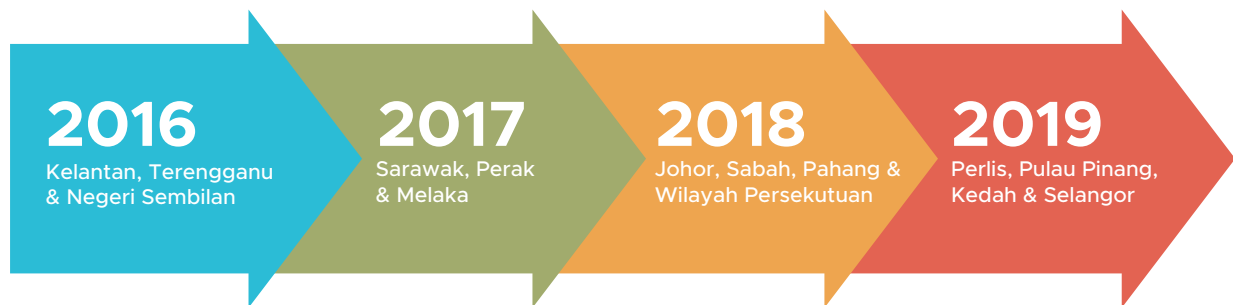 2016
Kelantan, Terengganu
& Negeri Sembilan
2017
Sarawak, Perak
& Melaka
2018
Johor, Sabah, Pahang &
Wilayah Persekutuan
2019
Perlis, Pulau Pinang,
Kedah & Selangor